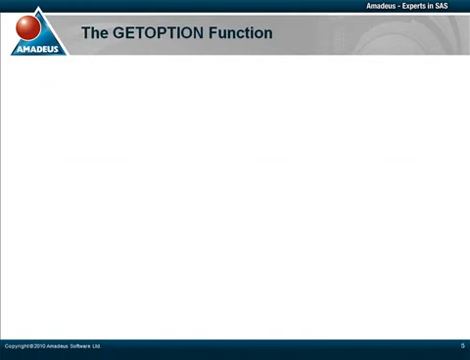 Amadeus - Experts in SAS
The GETOPTION Function
AMADEUS
Copyright © 2010 Amadeus Software Ltd.
5